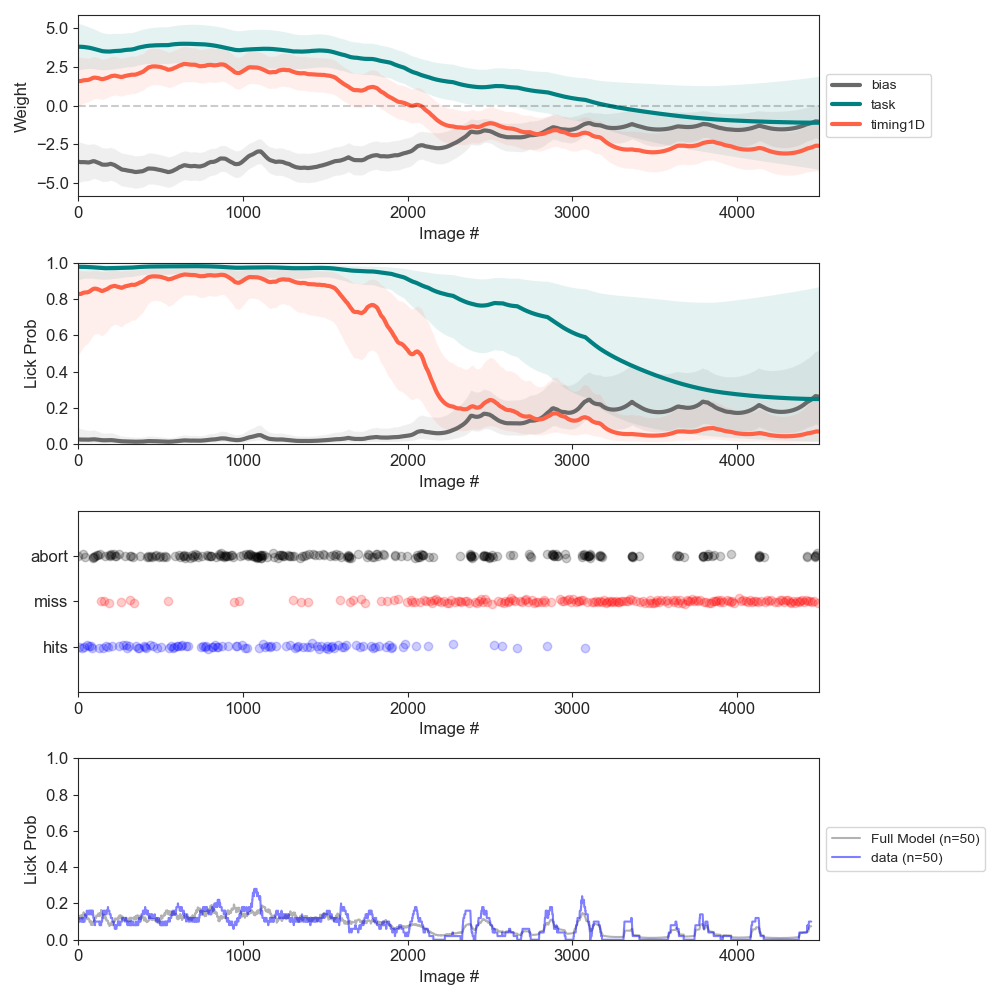 5.0
2.5
0.0
−2.5
−5.0
Weight
0 1000 2000 3000 4000
Image #
bias
task
timing1D
1.0
0.8
0.6
0.4
0.2
0.0
Lick Prob
0 1000 2000 3000 4000
Image #
abort
miss
hits
0 1000 2000 3000 4000
Image #
1.0
0.8
0.6
0.4
0.2
0.0
Lick Prob
0 1000 2000 3000 4000
Image #
Full Model (n=50)
data (n=50)